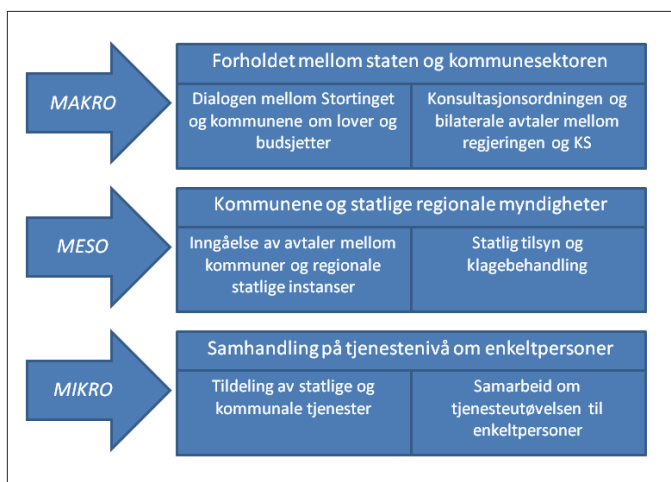 MAKRO
Forholdet mellom staten og kommunesektoren
Dialogen mellom Stortinget
og kommunene om lover og
budsjetter
Konsultasjonsordningen og
bilaterale avtaler mellom
regjeringen og KS
MESO
Kommunene og statlige regionale myndigheter
Inngåelse av avtaler mellom
kommuner og regionale
statlige instanser
Statlig tilsyn og
klagebehandling
MIKRO
Samhandling på tjenestenivå om enkeltpersoner
Tildeling av statlige og
kommunale tjenester
Samarbeid om
tjenesteutøvelsen til
enkeltpersoner